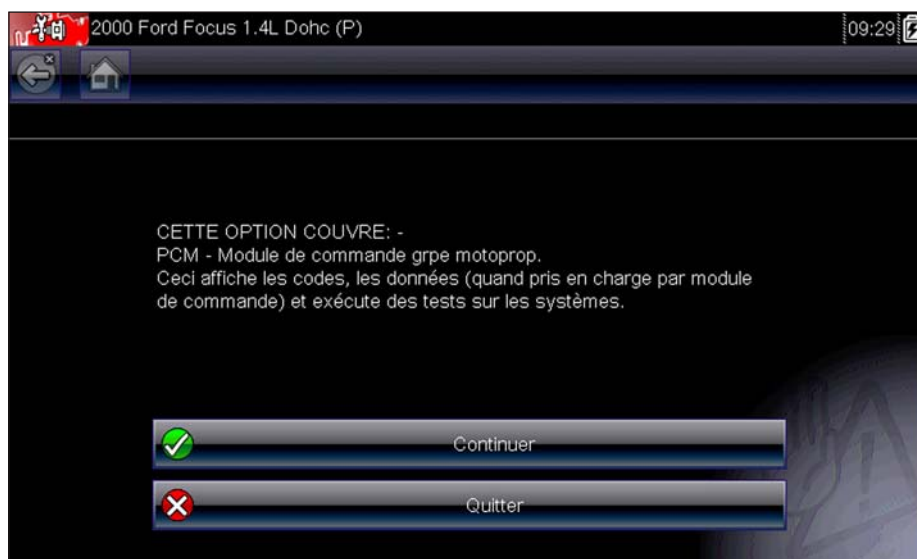 2000 Ford Focus 1.4L Dohc (P)
09:29
CETTE OPTION COUVRE: -
PCM - Module de commande grpe motoprop.
Ceci affiche les codes, les données (quand pris en charge par module
de commande) et exécute des tests sur les systèmes.
Continuer
Quitter